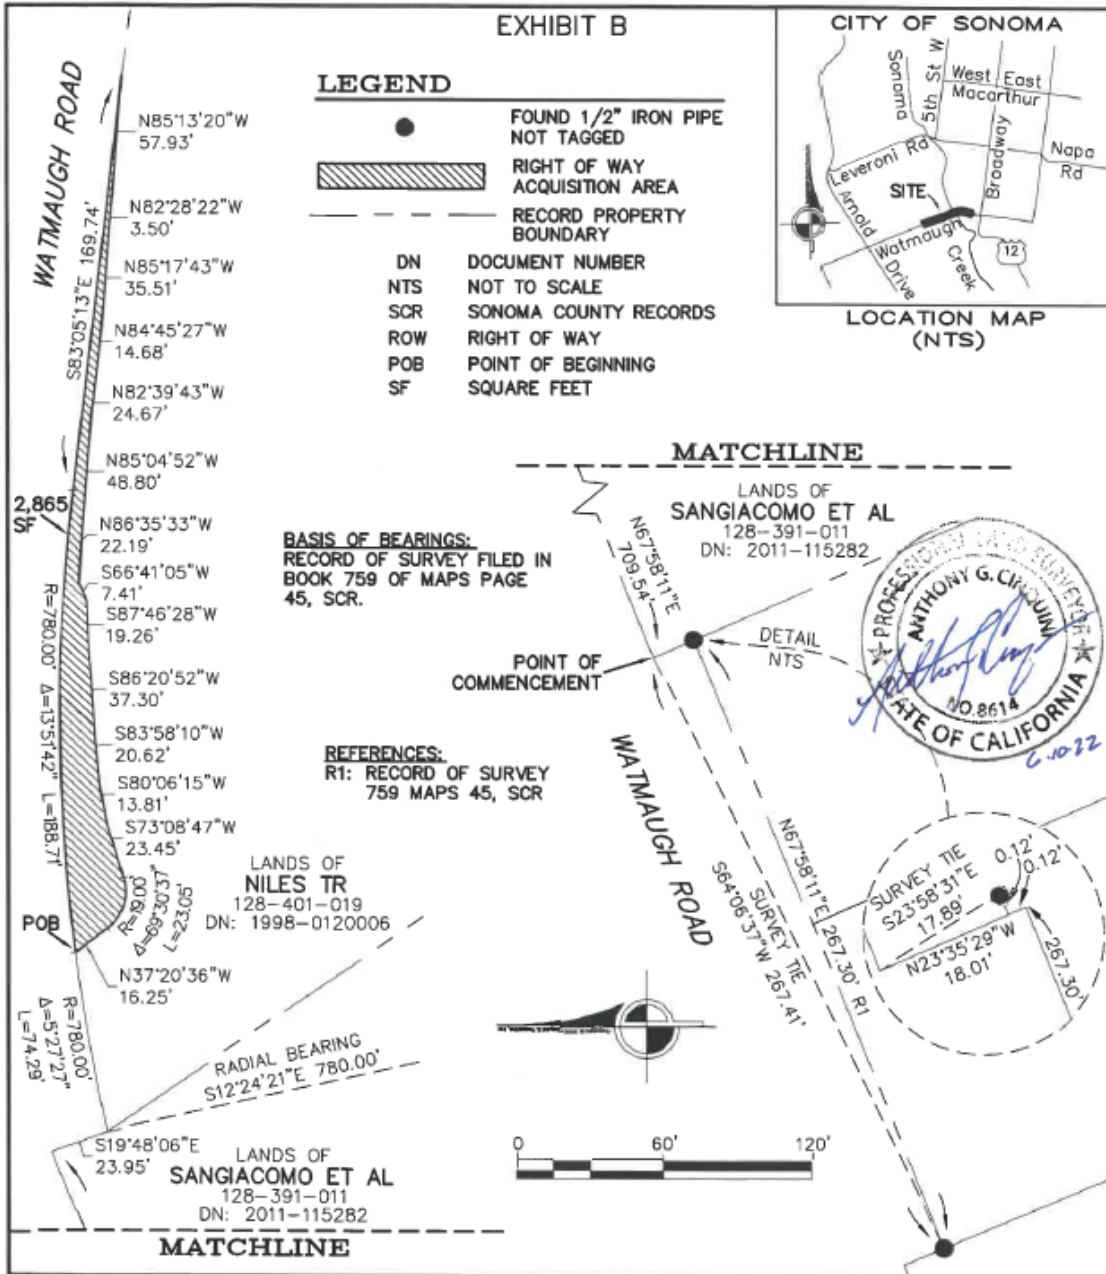 EXHIBIT B
CITY OF SONOMA
Sonoma
5th St W
West East
Macarthur
Broadway
Napa
Rd
Leveroni Rd
SITE
Arnold
Drive
Watmaugh
Creek
12
LOCATION MAP
(NTS)
LEGEND
FOUND 1/2" IRON PIPE
NOT TAGGED
RIGHT OF WAY
ACQUISITION AREA
RECORD PROPERTY
BOUNDARY
DN DOCUMENT NUMBER
NTS NOT TO SCALE
SCR SONOMA COUNTY RECORDS
ROW RIGHT OF WAY
POB POINT OF BEGINNING
SF SQUARE FEET
WATMAUGH ROAD
S83°05'13"E 169.74'
N85°13'20"W
57.93'
N82°28'22"W
3.50'
N85°17'43"W
35.51'
N84°45'27"W
14.68'
N82°39'43"W
24.67'
N85°04'52"W
48.80'
2,865
SF
N86°35'33"W
22.19'
S66°41'05"W
7.41'
S87°46'28"W
19.26'
S86°20'52"W
37.30'
S83°58'10"W
20.62'
S80°06'15"W
13.81'
S73°08'47"W
23.45'
R=780.00' Δ=13°51'42" L=188.71'
R=19.00'
Δ=69°30'37"
L=23.05'
POB
N37°20'36"W
16.25'
R=780.00'
Δ=5°27'27"
L=74.29'
LANDS OF
NILES TR
128-401-019
DN: 1998-0120006
RADIAL BEARING
S12°24'21"E 780.00'
S19°48'06"E
23.95'
LANDS OF
SANGIACOMO ET AL
128-391-011
DN: 2011-115282
MATCHLINE
BASIS OF BEARINGS:
RECORD OF SURVEY FILED IN
BOOK 759 OF MAPS PAGE
45, SCR.
REFERENCES:
R1: RECORD OF SURVEY
759 MAPS 45, SCR
MATCHLINE
LANDS OF
SANGIACOMO ET AL
128-391-011
DN: 2011-115282
N67°58'11"E
709.54'
POINT OF
COMMENCEMENT
DETAIL
NTS
WATMAUGH ROAD
N67°58'11"E 267.30' R1
SURVEY TIE
S64°06'37"W 267.41'
SURVEY TIE
S23°58'31"E
17.89'
0.12'
0.12'
N23°35'29"W
18.01'
267.30'
PROFESSIONAL LAND SURVEYOR
ANTHONY G. CINQUINI
NO.8614
STATE OF CALIFORNIA
6-10-22
0 60' 120'